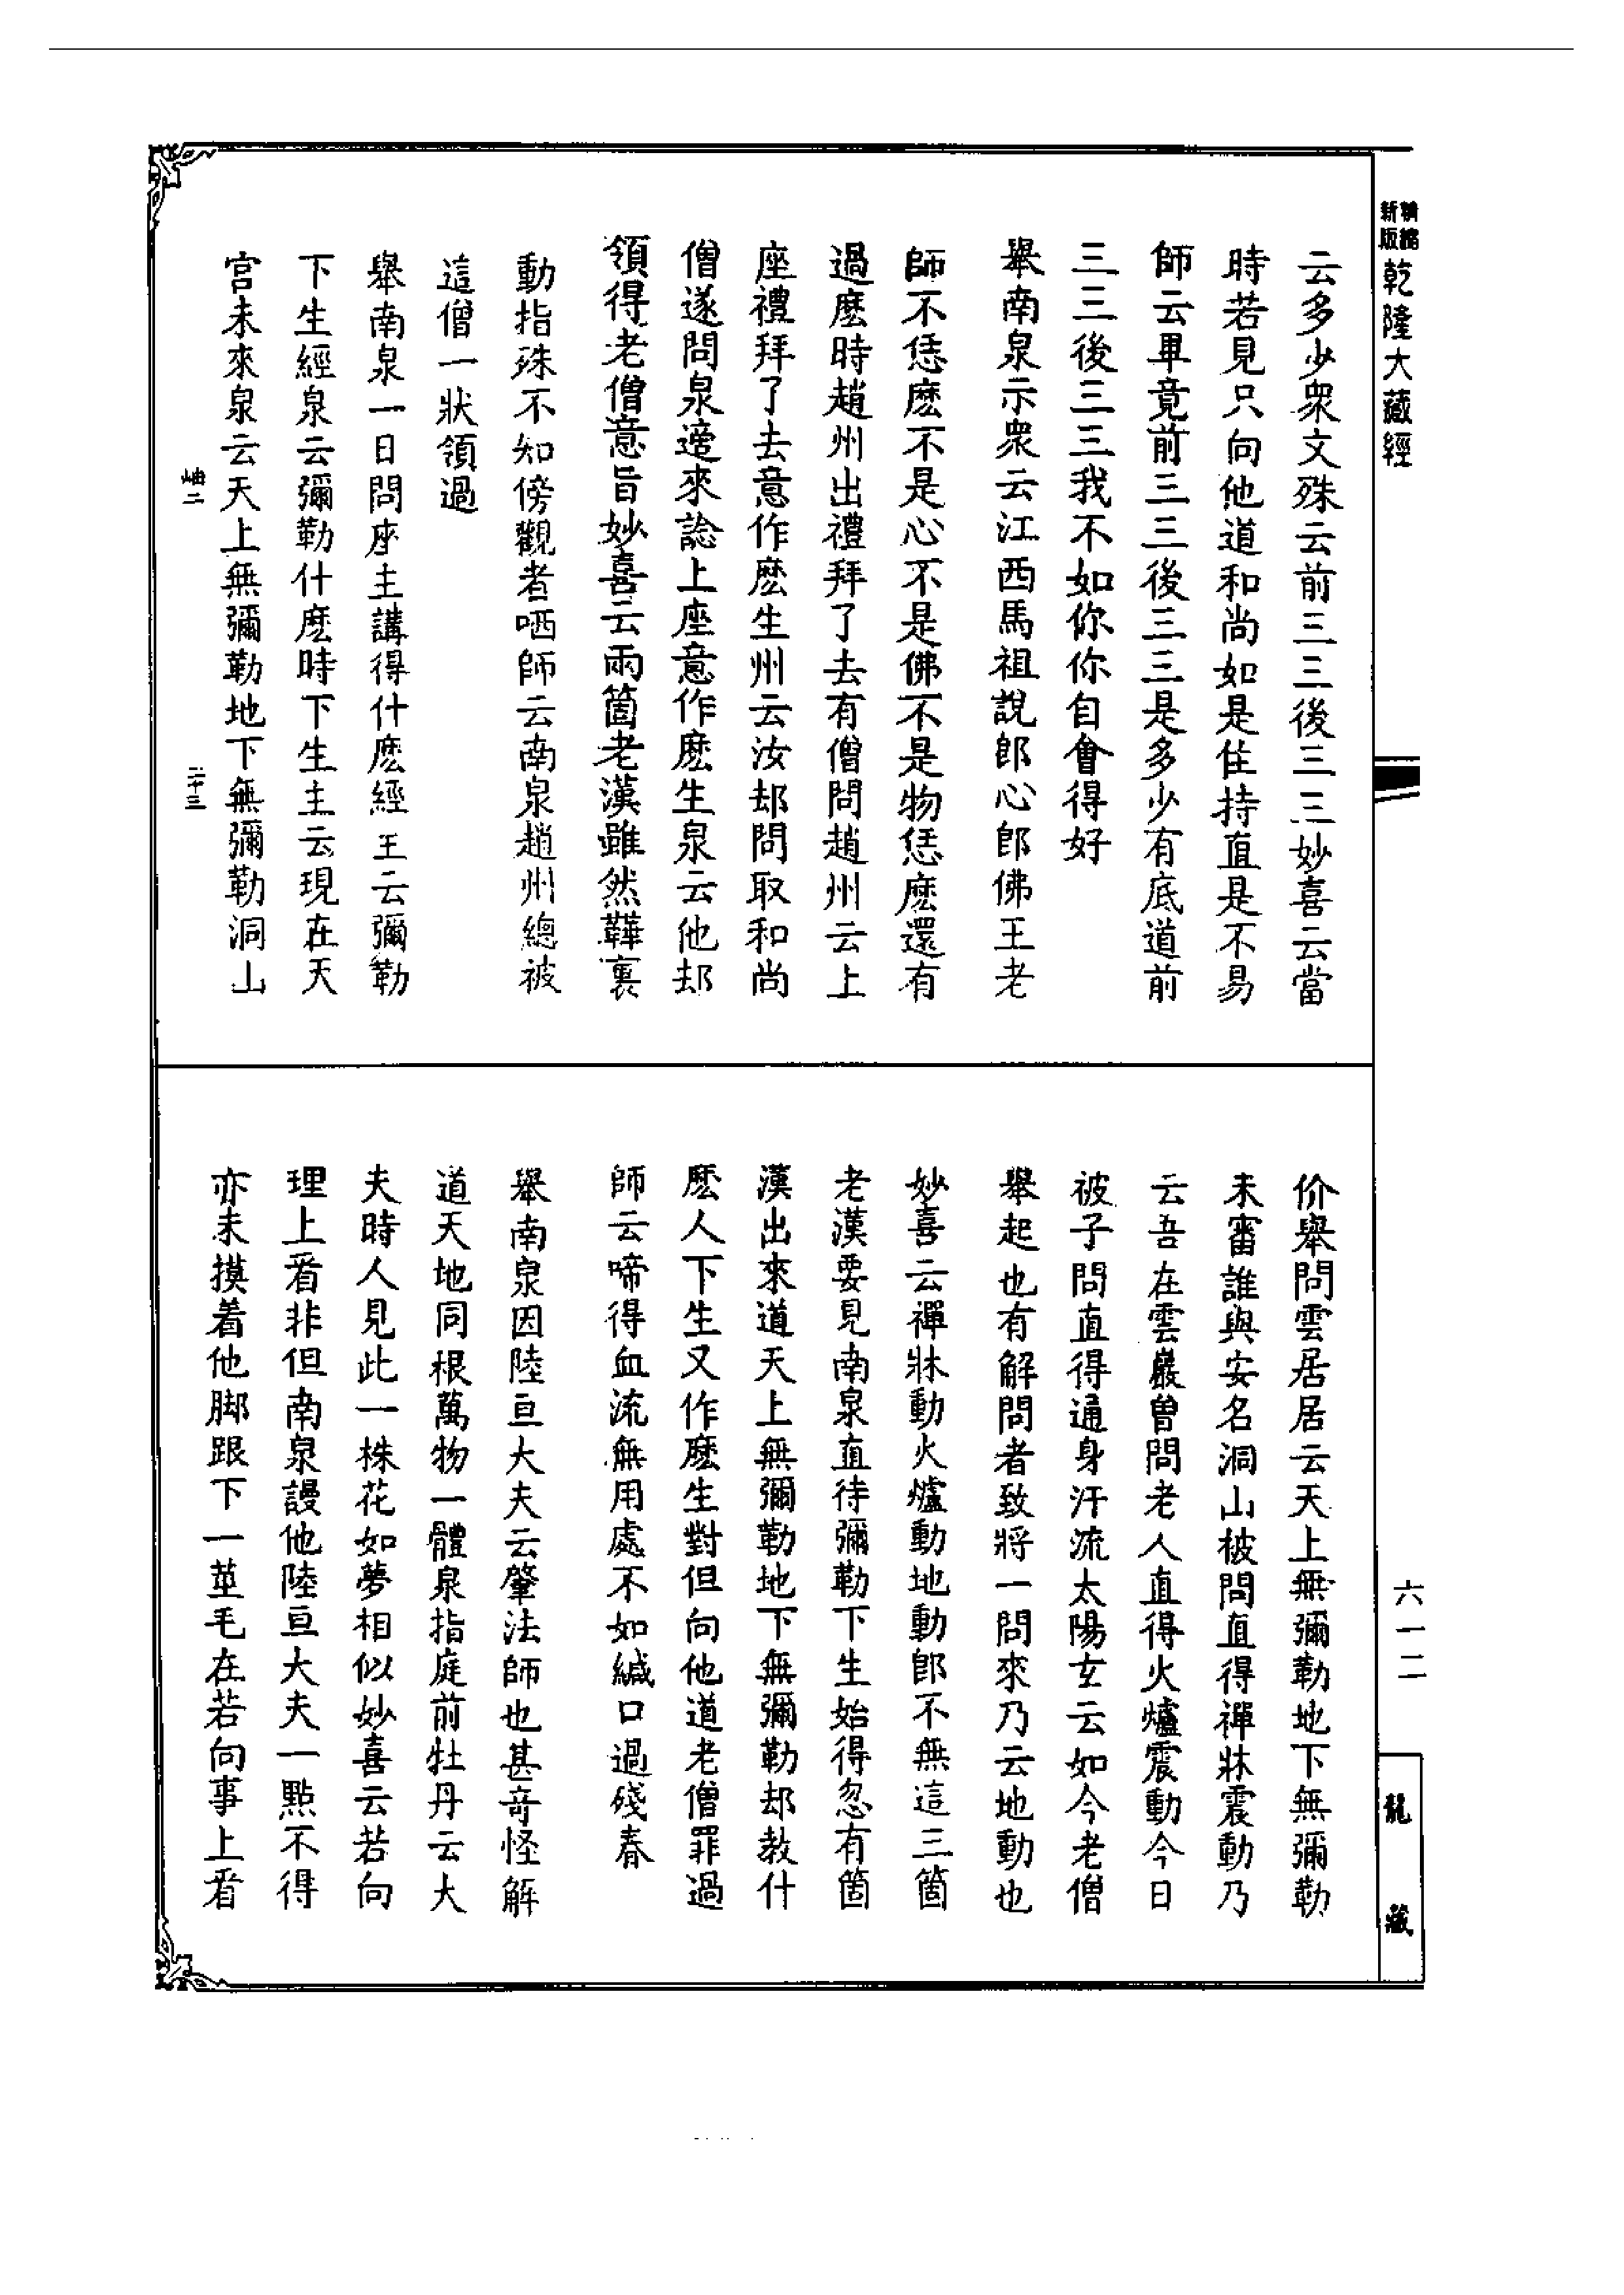 精縮
新版
乾隆大藏經
云多少衆文殊云前三三後三三妙喜云當
時若見只向他道和尚如是住持直是不易
師云畢竟前三三後三三是多少有底道前
三三後三三我不如你你自會得好
舉南泉示衆云江西馬祖說即心即佛王老
師不恁麽不是心不是佛不是物恁麽還有
過麽時趙州出禮拜了去有僧問趙州云上
座禮拜了去意作麽生州云汝却問取和尚
僧遂問泉適來諗上座意作麽生泉云他却
領得老僧意旨妙喜云兩箇老漢雖然韡裏
動指殊不知傍觀者哂師云南泉趙州總被
這僧一狀領過
舉南泉一日問座主講得什麽經主云彌勒
下生經泉云彌勒什麽時下生主云現在天
宮未來泉云天上無彌勒地下無彌勒洞山
岫二
二十三
价舉問雲居居云天上無彌勒地下無彌勒
未審誰與安名洞山被問直得禪牀震動乃
云吾在雲巖曾問老人直得火爐震動今日
被子問直得通身汗流太陽玄云如今老僧
舉起也有解問者致將一問來乃云地動也
妙喜云禪牀動火爐動地動即不無這三箇
老漢要見南泉直待彌勒下生始得忽有箇
漢出來道天上無彌勒地下無彌勒却教什
麽人下生又作麽生對但向他道老僧罪過
師云啼得血流無用處不如緘口過殘春
舉南泉因陸亘大夫云肇法師也甚奇怪解
道天地同根萬物一體泉指庭前牡丹云大
夫時人見此一株花如夢相似妙喜云若向
理上看非但南泉謾他陸亘大夫一點不得
亦未摸着他脚跟下一莖毛在若向事上看
六一二
龍藏